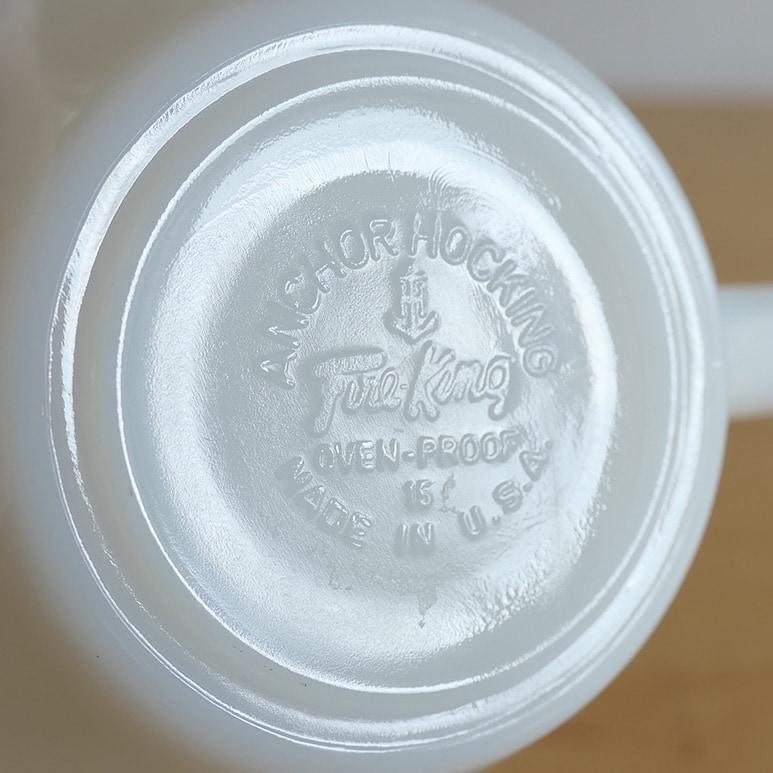 ANCHOR HOCKING
H
Fire-King
OVEN-PROOF
15
MADE IN U.S.A.